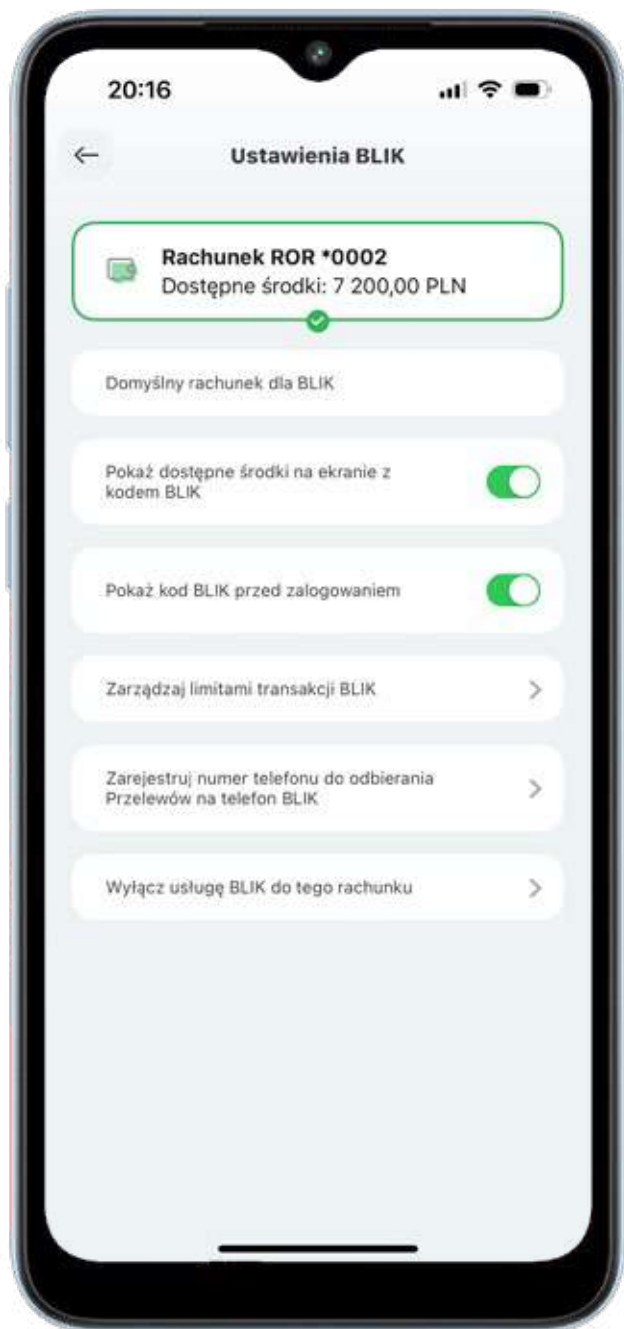 20:16
Ustawienia BLIK
Rachunek ROR *0002
Dostępne środki: 7 200,00 PLN
Domyślny rachunek dla BLIK
Pokaż dostępne środki na ekranie z
kodem BLIK
Pokaż kod BLIK przed zalogowaniem
Zarządzaj limitami transakcji BLIK
Zarejestruj numer telefonu do odbierania
Przelewów na telefon BLIK
Wyłącz usługę BLIK do tego rachunku